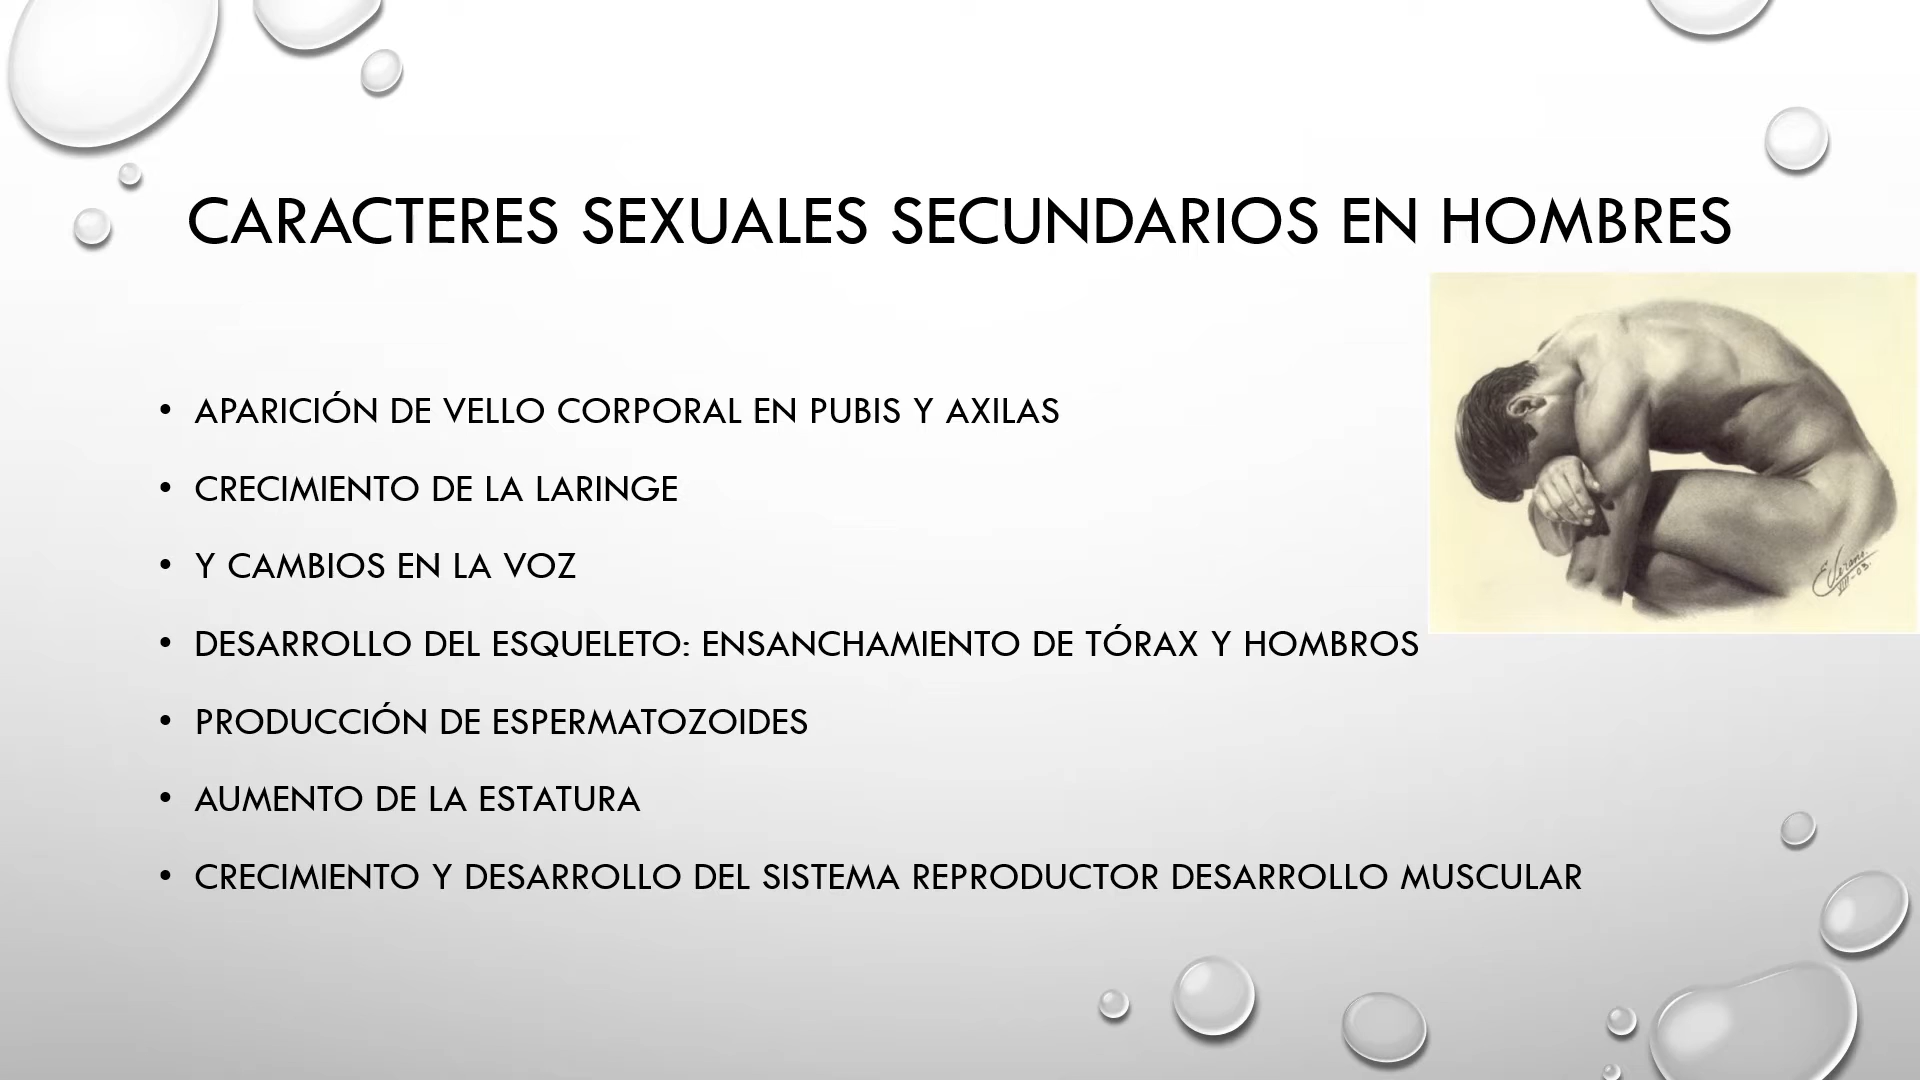 CARACTERES SEXUALES SECUNDARIOS EN HOMBRES
• APARICIÓN DE VELLO CORPORAL EN PUBIS Y AXILAS
• CRECIMIENTO DE LA LARINGE
• Y CAMBIOS EN LA VOZ
• DESARROLLO DEL ESQUELETO: ENSANCHAMIENTO DE TÓRAX Y HOMBROS
• PRODUCCIÓN DE ESPERMATOZOIDES
• AUMENTO DE LA ESTATURA
• CRECIMIENTO Y DESARROLLO DEL SISTEMA REPRODUCTOR DESARROLLO MUSCULAR